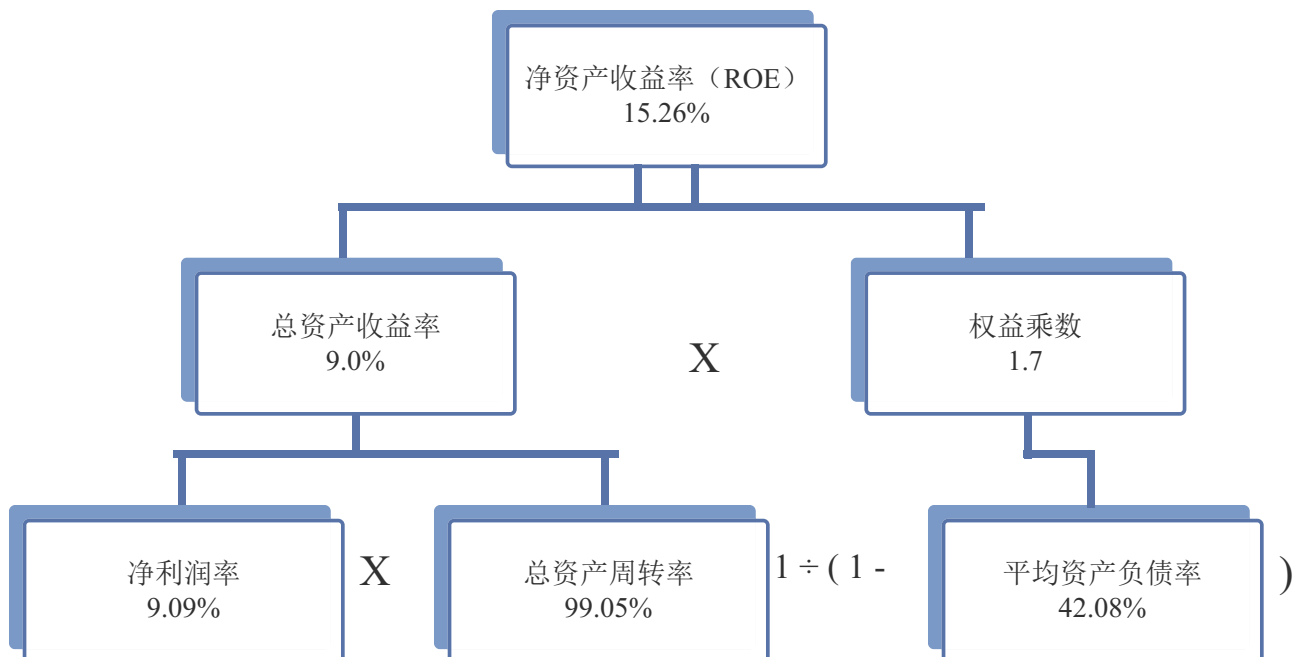 净资产收益率（ROE）
15.26%
总资产收益率
9.0%
X
权益乘数
1.7
净利润率
9.09%
X
总资产周转率
99.05%
1 ÷ ( 1 -
平均资产负债率
42.08%
)